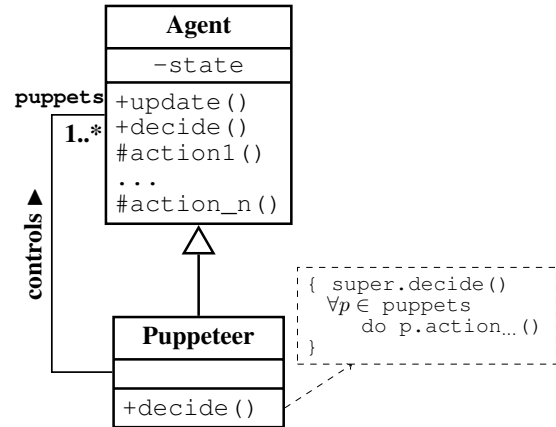 Agent
-state
puppets
+update()
1..*
+decide()
#action1()
...
#action_n()
controls ▶
{ super.decide()
∀p ∈ puppets
do p.action...()
}
Puppeteer
+decide()